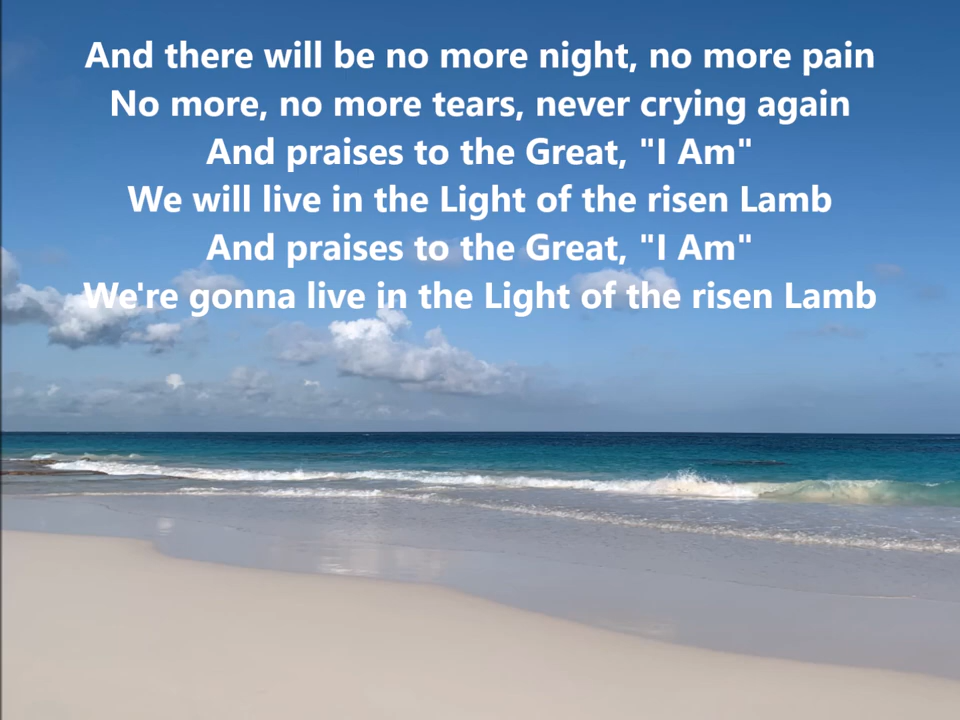 And there will be no more night, no more pain
No more, no more tears, never crying again
And praises to the Great, "I Am"
We will live in the Light of the risen Lamb
And praises to the Great, "I Am"
We're gonna live in the Light of the risen Lamb